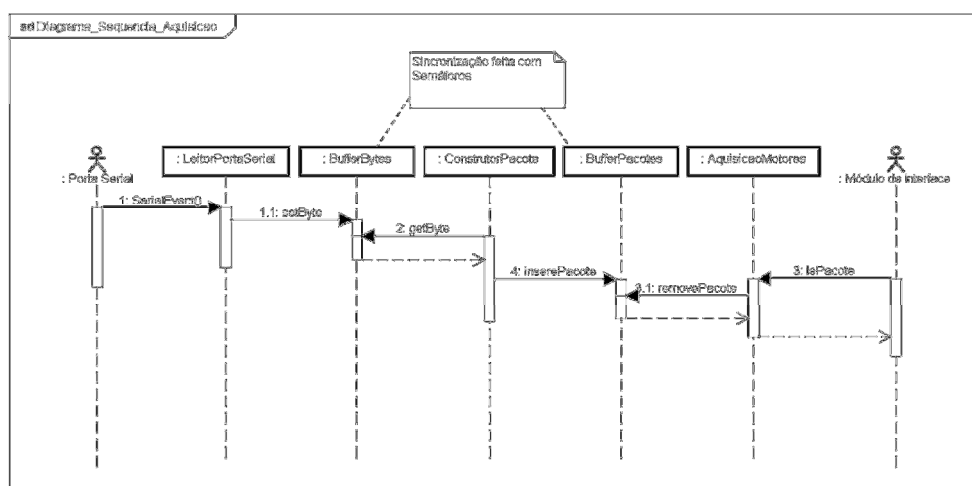 sd Diagrama_Sequencia_Aquisicao
Sincronização feita com
Semáforos
: Porta Serial
: LeitorPortaSerial
: BufferBytes
: ConstrutorPacote
: BufferPacotes
: AquisicaoMotores
: Módulo de Interface
1: SerialEvent()
1.1: setByte
2: getByte
4: inserePacote
3: lePacote
3.1: removePacote